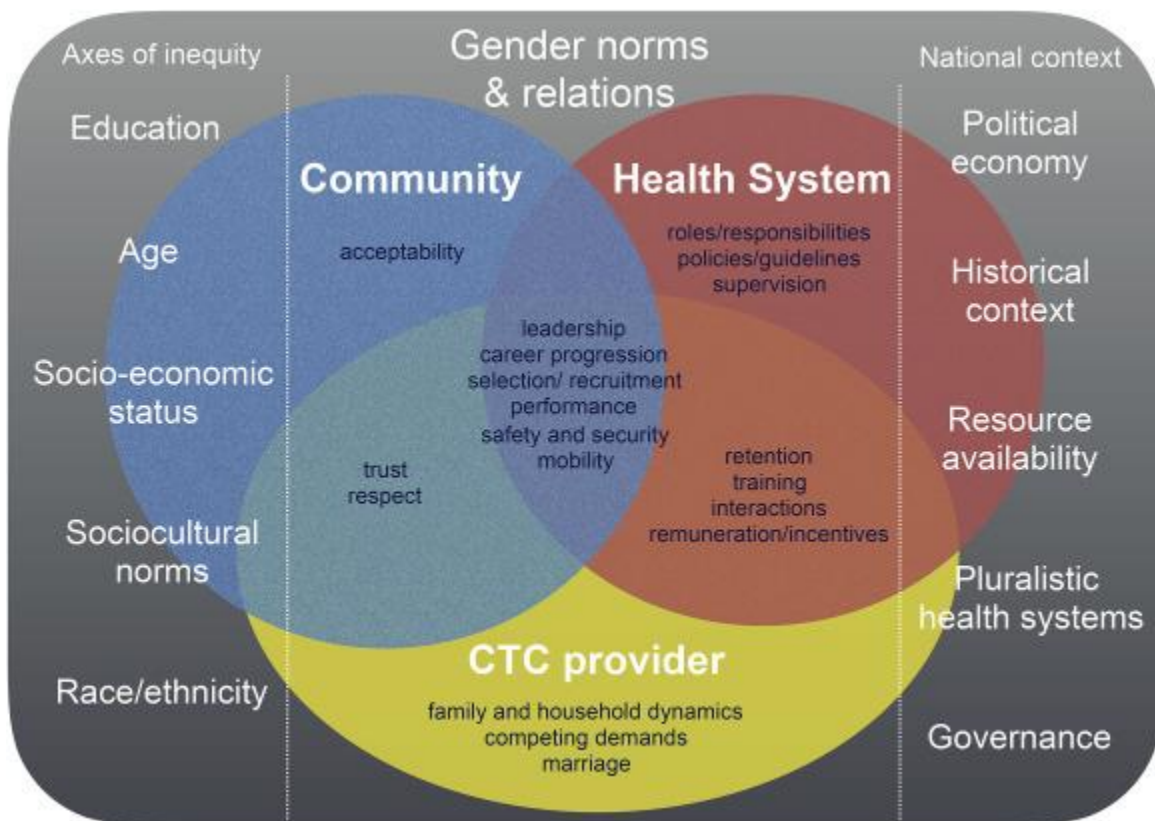 Axes of inequity
Education
Age
Socio-economic
status
Sociocultural
norms
Race/ethnicity
Gender norms
& relations
Community
acceptability
Health System
roles/responsibilities
policies/guidelines
supervision
leadership
career progression
selection/ recruitment
performance
safety and security
mobility
trust
respect
retention
training
interactions
remuneration/incentives
CTC provider
family and household dynamics
competing demands
marriage
National context
Political
economy
Historical
context
Resource
availability
Pluralistic
health systems
Governance